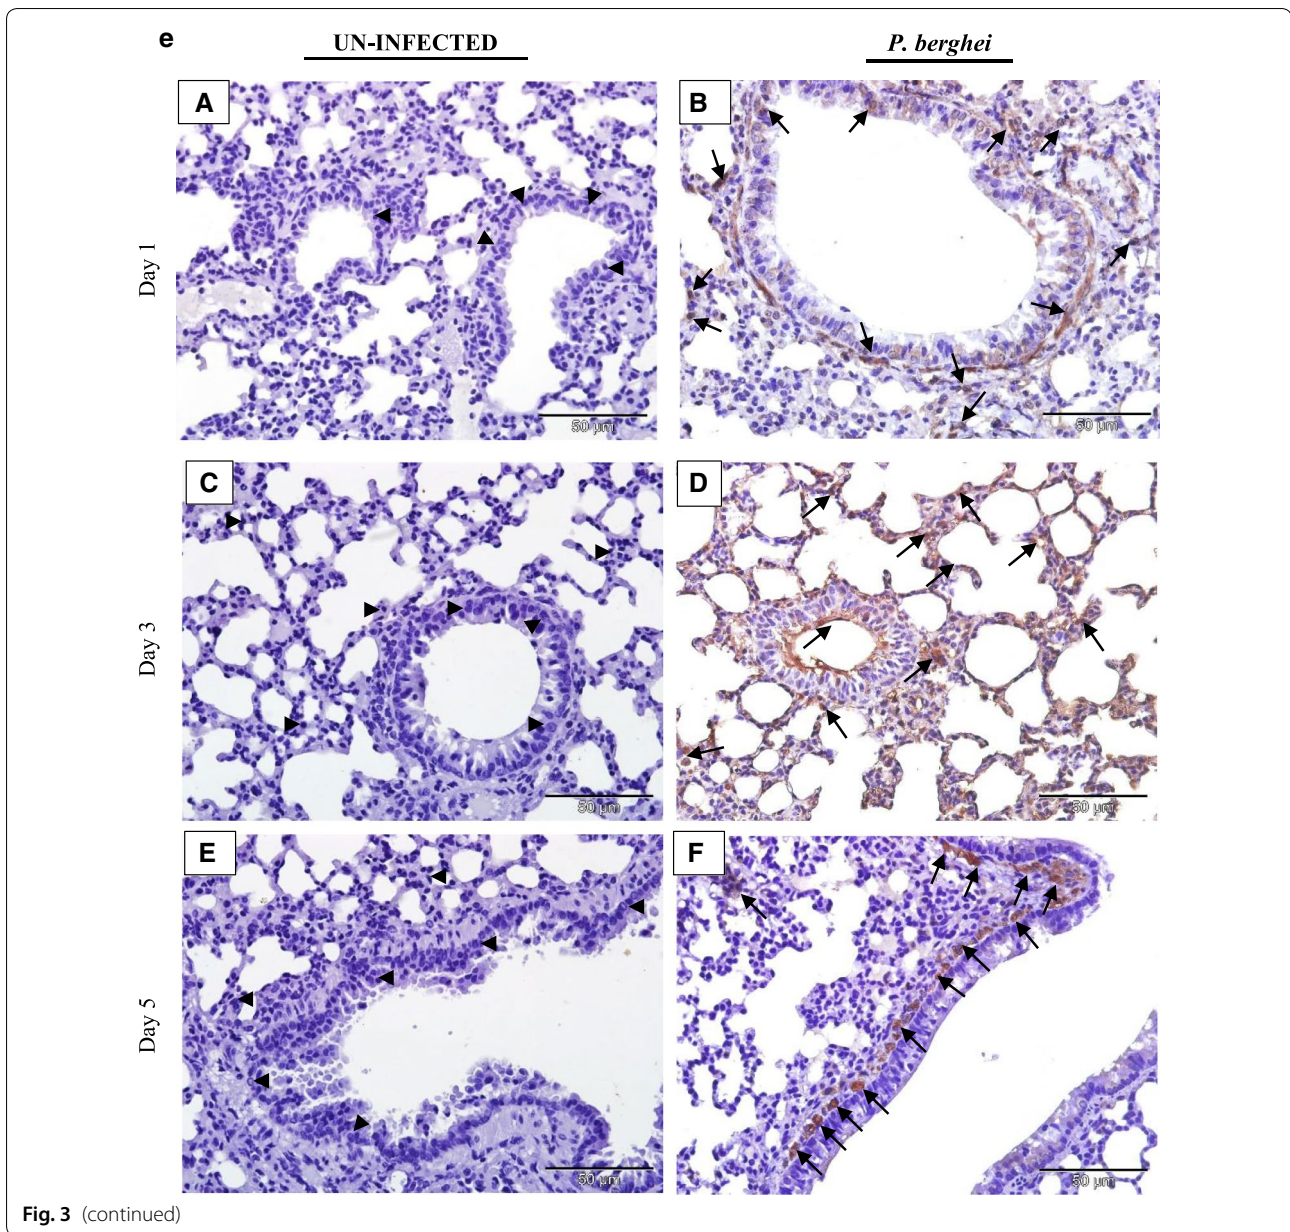 e
UN-INFECTED
P. berghei
Day 1
A
50 µm
B
50 µm
Day 3
C
50 µm
D
50 µm
Day 5
E
50 µm
F
50 µm
Fig. 3 (continued)